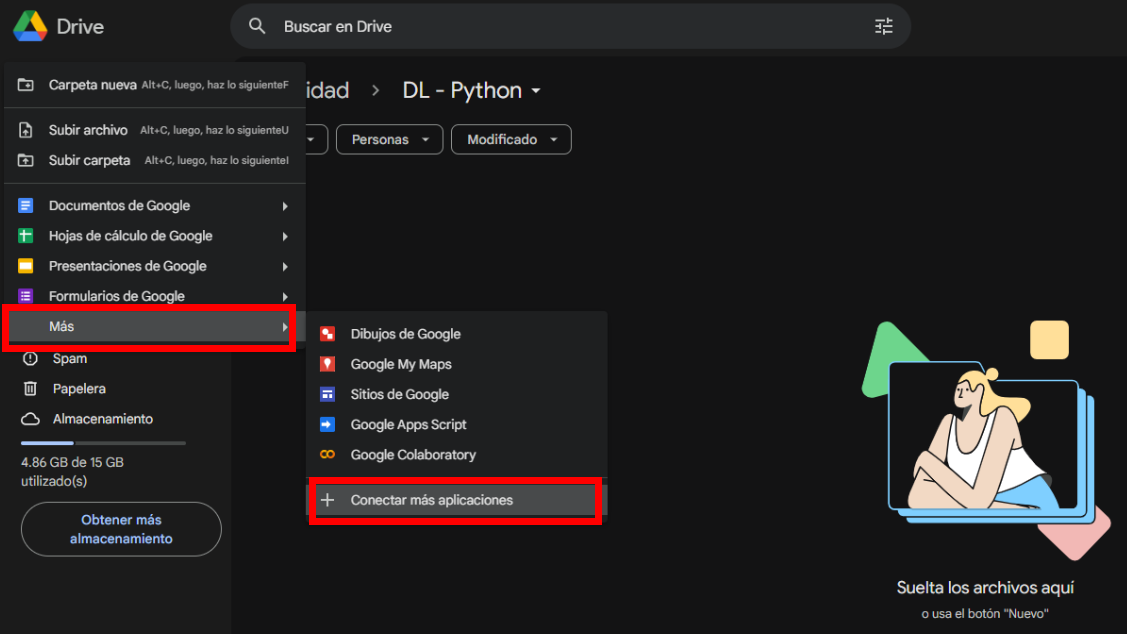 Drive
Buscar en Drive
Carpeta nueva Alt+C, luego, haz lo siguienteF
Subir archivo Alt+C, luego, haz lo siguienteU
Subir carpeta Alt+C, luego, haz lo siguienteI
Documentos de Google
Hojas de cálculo de Google
Presentaciones de Google
Formularios de Google
Más
Spam
Papelera
Almacenamiento
4.86 GB de 15 GB
utilizado(s)
Obtener más
almacenamiento
idad > DL - Python
Personas
Modificado
Dibujos de Google
Google My Maps
Sitios de Google
Google Apps Script
Google Colaboratory
Conectar más aplicaciones
Suelta los archivos aquí
o usa el botón "Nuevo"